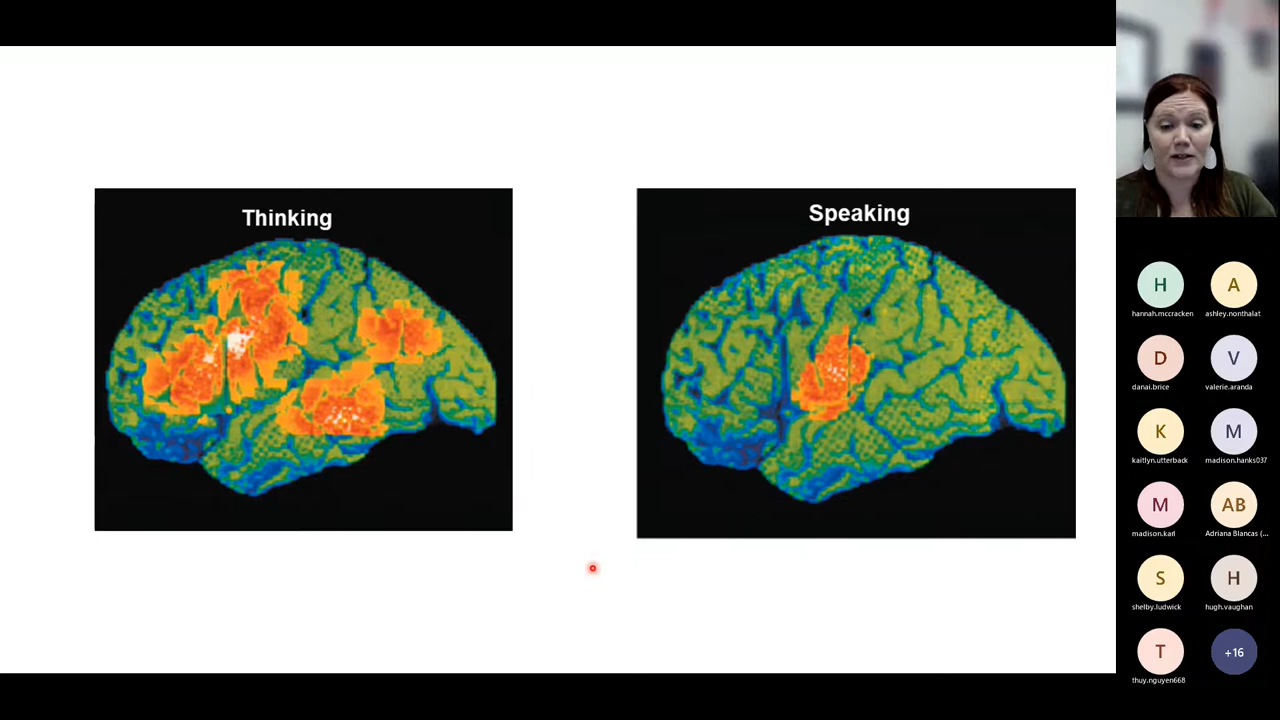 Thinking
Speaking
H
A
hannah.mccracken
ashley.nonthalat
D
V
danai.brice
valerie.aranda
K
M
kaitlyn.utterback
madison.hanks037
M
AB
madison.karl
Adriana Blancas (...
S
H
shelby.ludwick
hugh.vaughan
T
+16
thuy.nguyen668